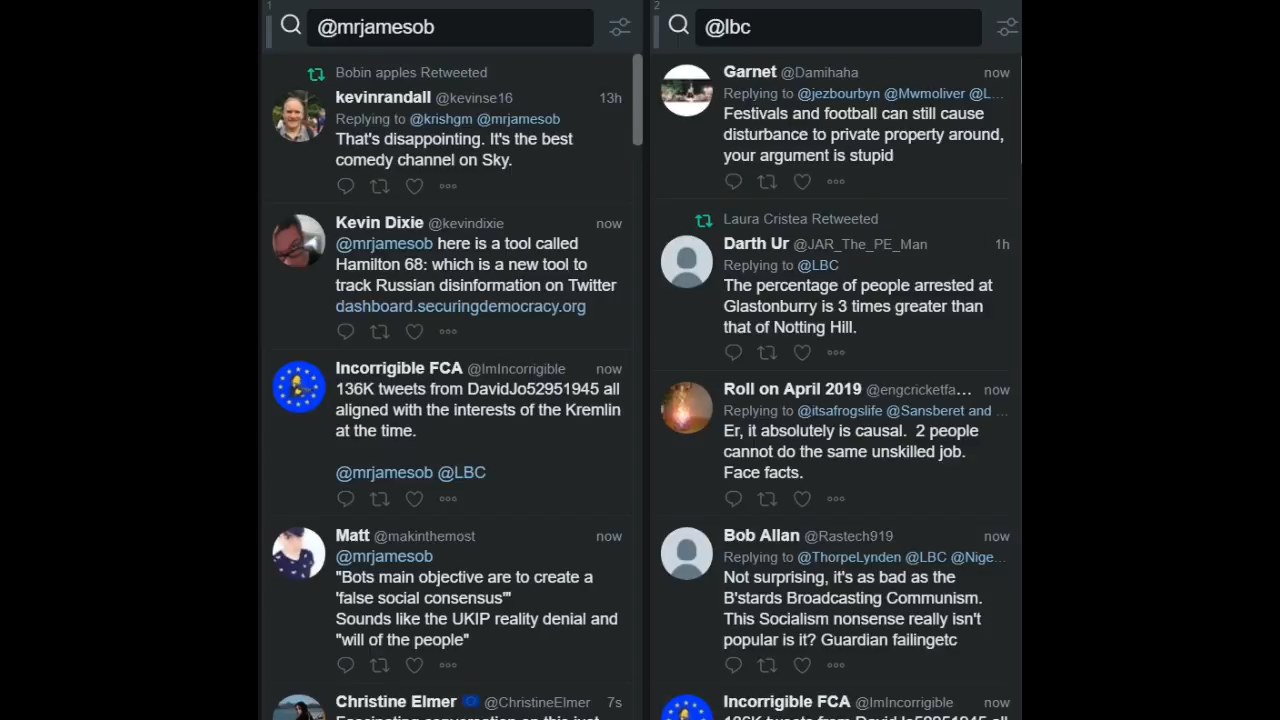 1
@mrjamesob
Bobin apples Retweeted
kevinrandall @kevinse16 13h
Replying to @krishgm @mrjamesob
That's disappointing. It's the best
comedy channel on Sky.
Kevin Dixie @kevindixie now
@mrjamesob here is a tool called
Hamilton 68: which is a new tool to
track Russian disinformation on Twitter
dashboard.securingdemocracy.org
Incorrigible FCA @ImIncorrigible now
136K tweets from DavidJo52951945 all
aligned with the interests of the Kremlin
at the time.
@mrjamesob @LBC
Matt @makinthemost now
@mrjamesob
"Bots main objective are to create a
'false social consensus'"
Sounds like the UKIP reality denial and
"will of the people"
Christine Elmer @ChristineElmer 7s
2
@lbc
Garnet @Damihaha now
Replying to @jezbourbyn @Mwmoliver @L...
Festivals and football can still cause
disturbance to private property around,
your argument is stupid
Laura Cristea Retweeted
Darth Ur @JAR_The_PE_Man 1h
Replying to @LBC
The percentage of people arrested at
Glastonburry is 3 times greater than
that of Notting Hill.
Roll on April 2019 @engcricketfa... now
Replying to @itsafrogslife @Sansberet and ...
Er, it absolutely is causal. 2 people
cannot do the same unskilled job.
Face facts.
Bob Allan @Rastech919 now
Replying to @ThorpeLynden @LBC @Nige...
Not surprising, it's as bad as the
B'stards Broadcasting Communism.
This Socialism nonsense really isn't
popular is it? Guardian failingetc
Incorrigible FCA @ImIncorrigible now